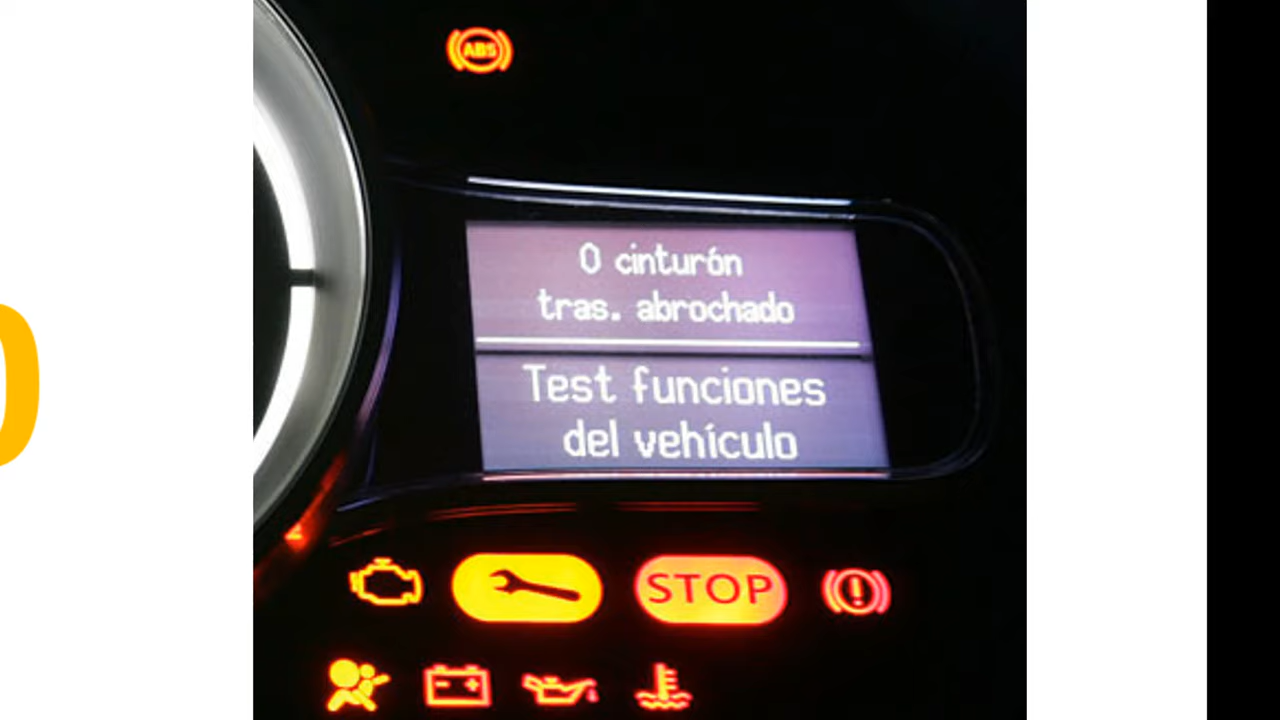 ABS
0 cinturón
tras. abrochado
Test funciones
del vehículo
STOP